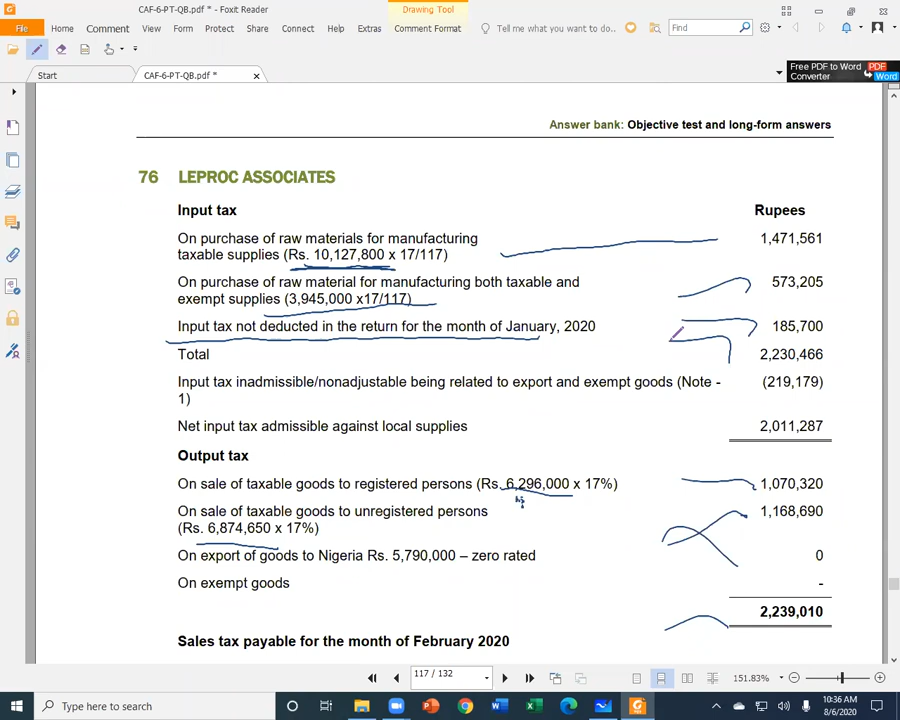 CAF-6-PT-QB.pdf * - Foxit Reader
Drawing Tool
File Home Comment View Form Protect Share Connect Help Extras Comment Format Tell me what you want to do.. Find
Start CAF-6-PT-QB.pdf *
Free PDF to Word Converter PDF Word
Answer bank: Objective test and long-form answers
76 LEPROC ASSOCIATES
Input tax Rupees
On purchase of raw materials for manufacturing
taxable supplies (Rs. 10,127,800 x 17/117) 1,471,561
On purchase of raw material for manufacturing both taxable and
exempt supplies (3,945,000 x17/117) 573,205
Input tax not deducted in the return for the month of January, 2020 185,700
Total 2,230,466
Input tax inadmissible/nonadjustable being related to export and exempt goods (Note - (219,179)
1)
Net input tax admissible against local supplies 2,011,287
Output tax
On sale of taxable goods to registered persons (Rs. 6,296,000 x 17%) 1,070,320
On sale of taxable goods to unregistered persons 1,168,690
(Rs. 6,874,650 x 17%)
On export of goods to Nigeria Rs. 5,790,000 – zero rated 0
On exempt goods -
2,239,010
Sales tax payable for the month of February 2020
117 / 132
151.83%
Type here to search
10:36 AM
8/6/2020